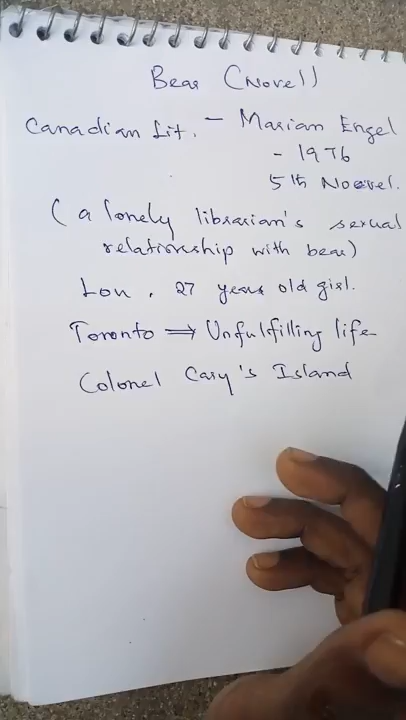 Bear (Novel)
Canadian Lit. - Marian Engel
- 1976
5th Noevel.
(a lonely librarian's sexual
relationship with bear)
Lou, 27 years old girl.
Toronto ⇒ Unfulfilling life
Colonel Cary's Island